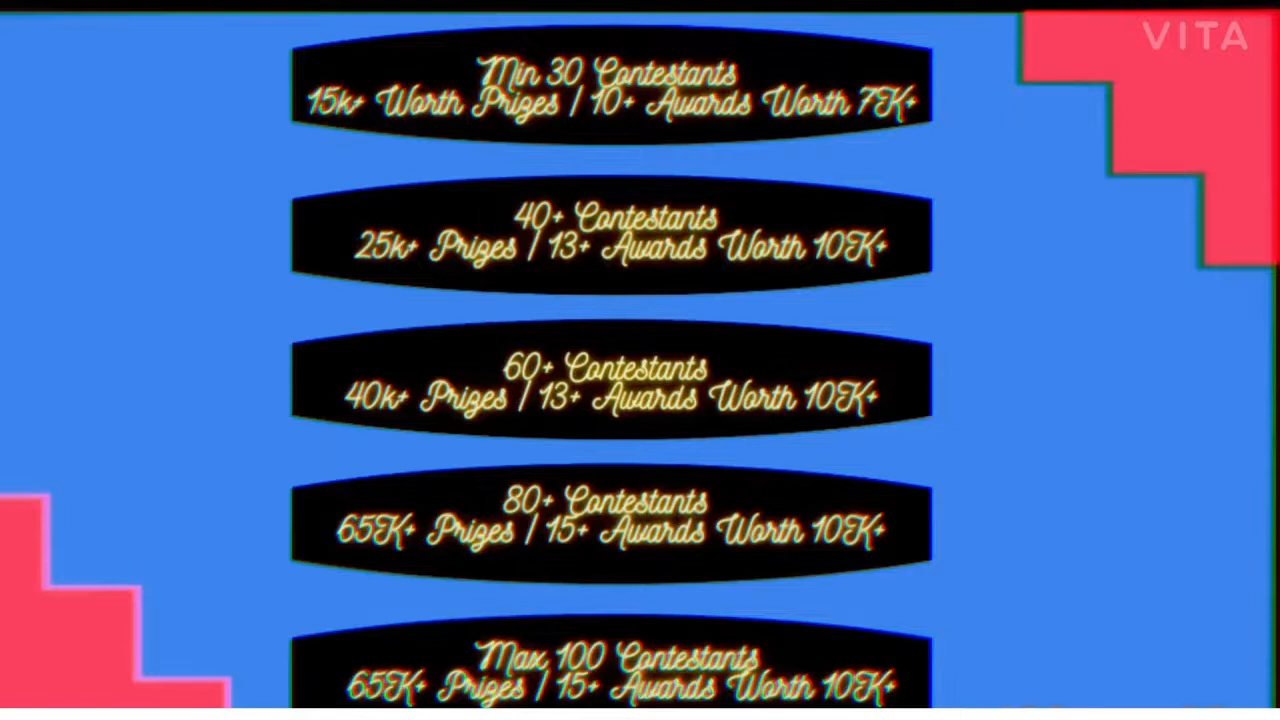 VITA
Min 30 Contestants
15k+ Worth Prizes / 10+ Awards Worth 7K+
40+ Contestants
25k+ Prizes / 13+ Awards Worth 10K+
60+ Contestants
40k+ Prizes / 13+ Awards Worth 10K+
80+ Contestants
65K+ Prizes / 15+ Awards Worth 10K+
Max 100 Contestants
65K+ Prizes / 15+ Awards Worth 10K+